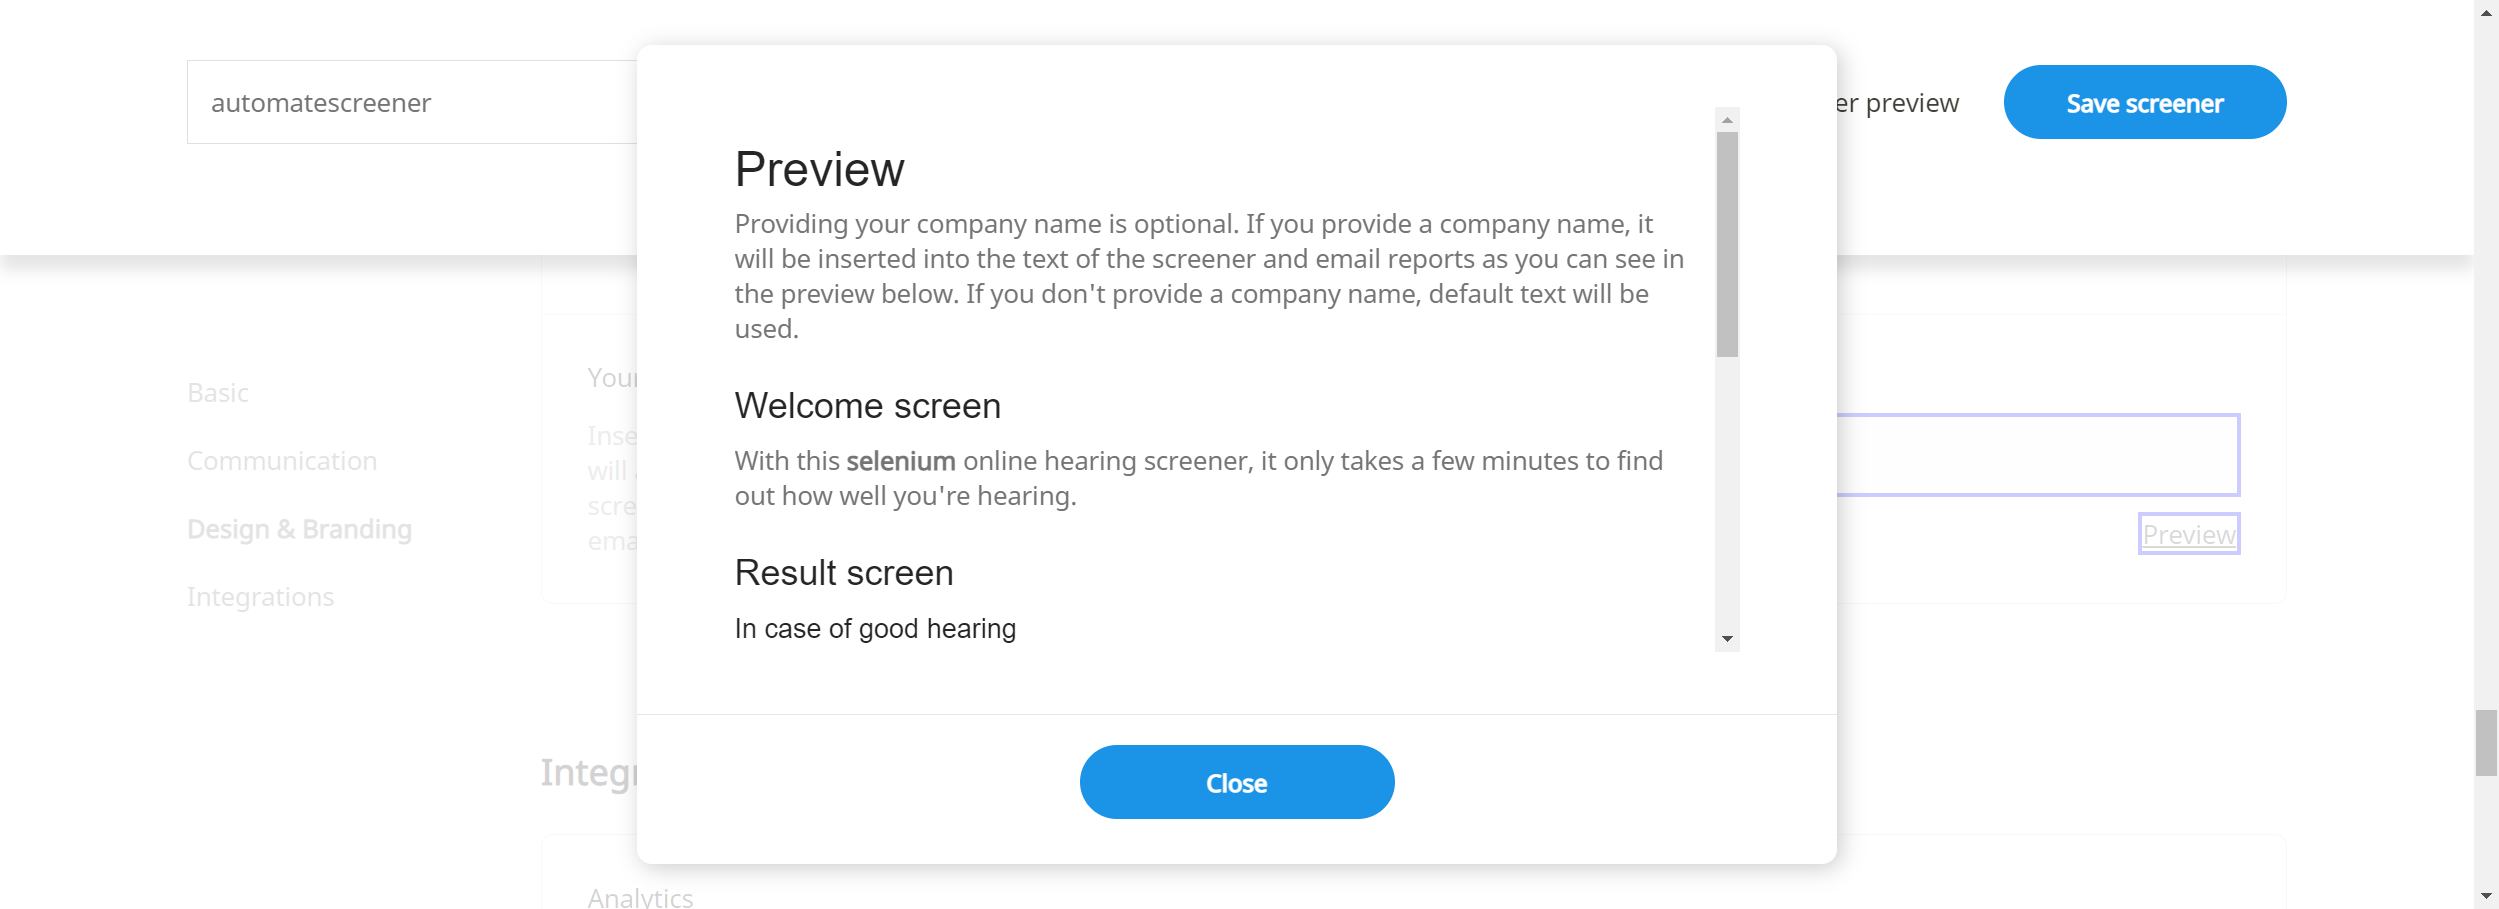 automatescreener
er preview
Save screener
Preview
Providing your company name is optional. If you provide a company name, it
will be inserted into the text of the screener and email reports as you can see in
the preview below. If you don't provide a company name, default text will be
used.
Welcome screen
With this selenium online hearing screener, it only takes a few minutes to find
out how well you're hearing.
Result screen
In case of good hearing
Close
Basic
Communication
Design & Branding
Integrations
Your
Inse
will
scre
ema
Preview
Integr
Analytics